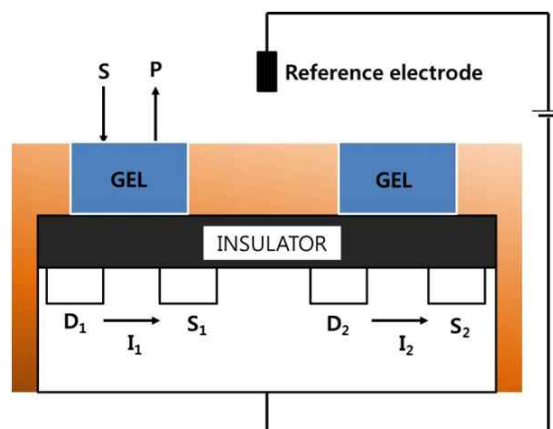 S P
Reference electrode
GEL GEL
INSULATOR
D₁ S₁ D₂ S₂
I₁ I₂